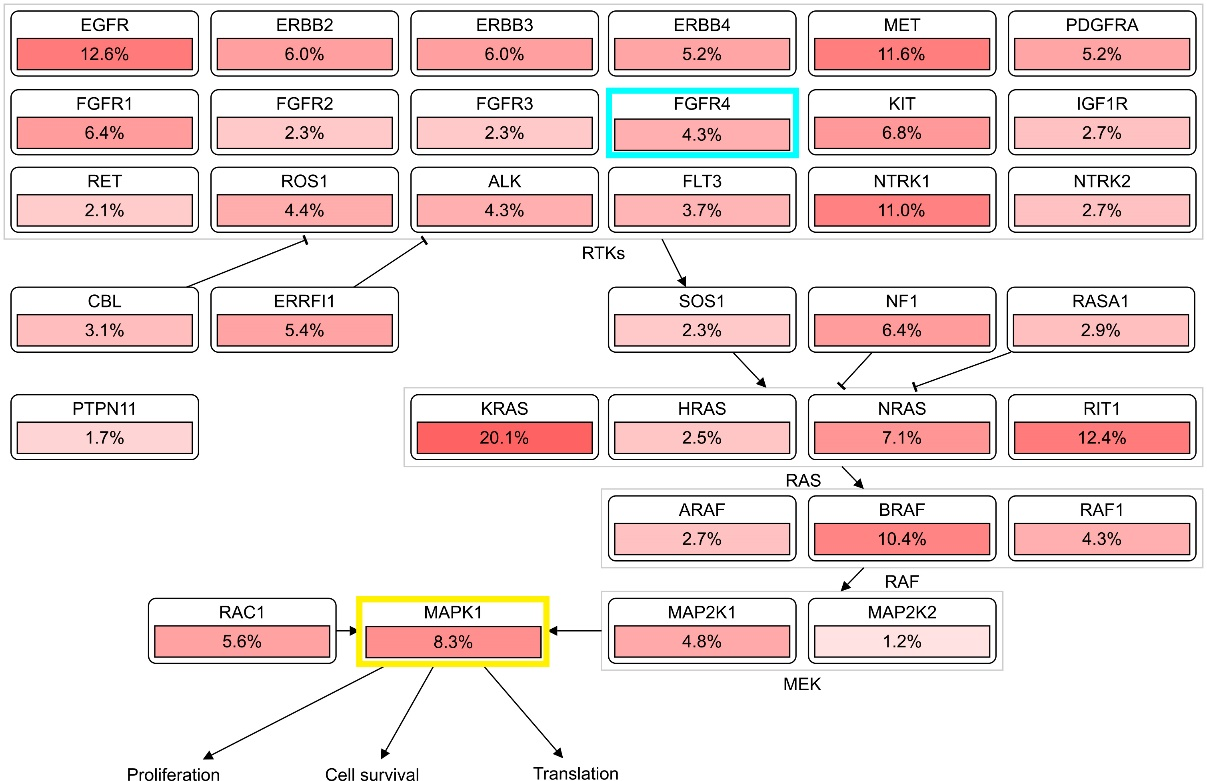 EGFR ERBB2 ERBB3 ERBB4 MET PDGFRA
12.6% 6.0% 6.0% 5.2% 11.6% 5.2%
FGFR1 FGFR2 FGFR3 FGFR4 KIT IGF1R
6.4% 2.3% 2.3% 4.3% 6.8% 2.7%
RET ROS1 ALK FLT3 NTRK1 NTRK2
2.1% 4.4% 4.3% 3.7% 11.0% 2.7%
RTKs
CBL ERRFI1 SOS1 NF1 RASA1
3.1% 5.4% 2.3% 6.4% 2.9%
PTPN11 KRAS HRAS NRAS RIT1
1.7% 20.1% 2.5% 7.1% 12.4%
RAS
ARAF BRAF RAF1
2.7% 10.4% 4.3%
RAF
RAC1 MAPK1 MAP2K1 MAP2K2
5.6% 8.3% 4.8% 1.2%
MEK
Proliferation Cell survival Translation